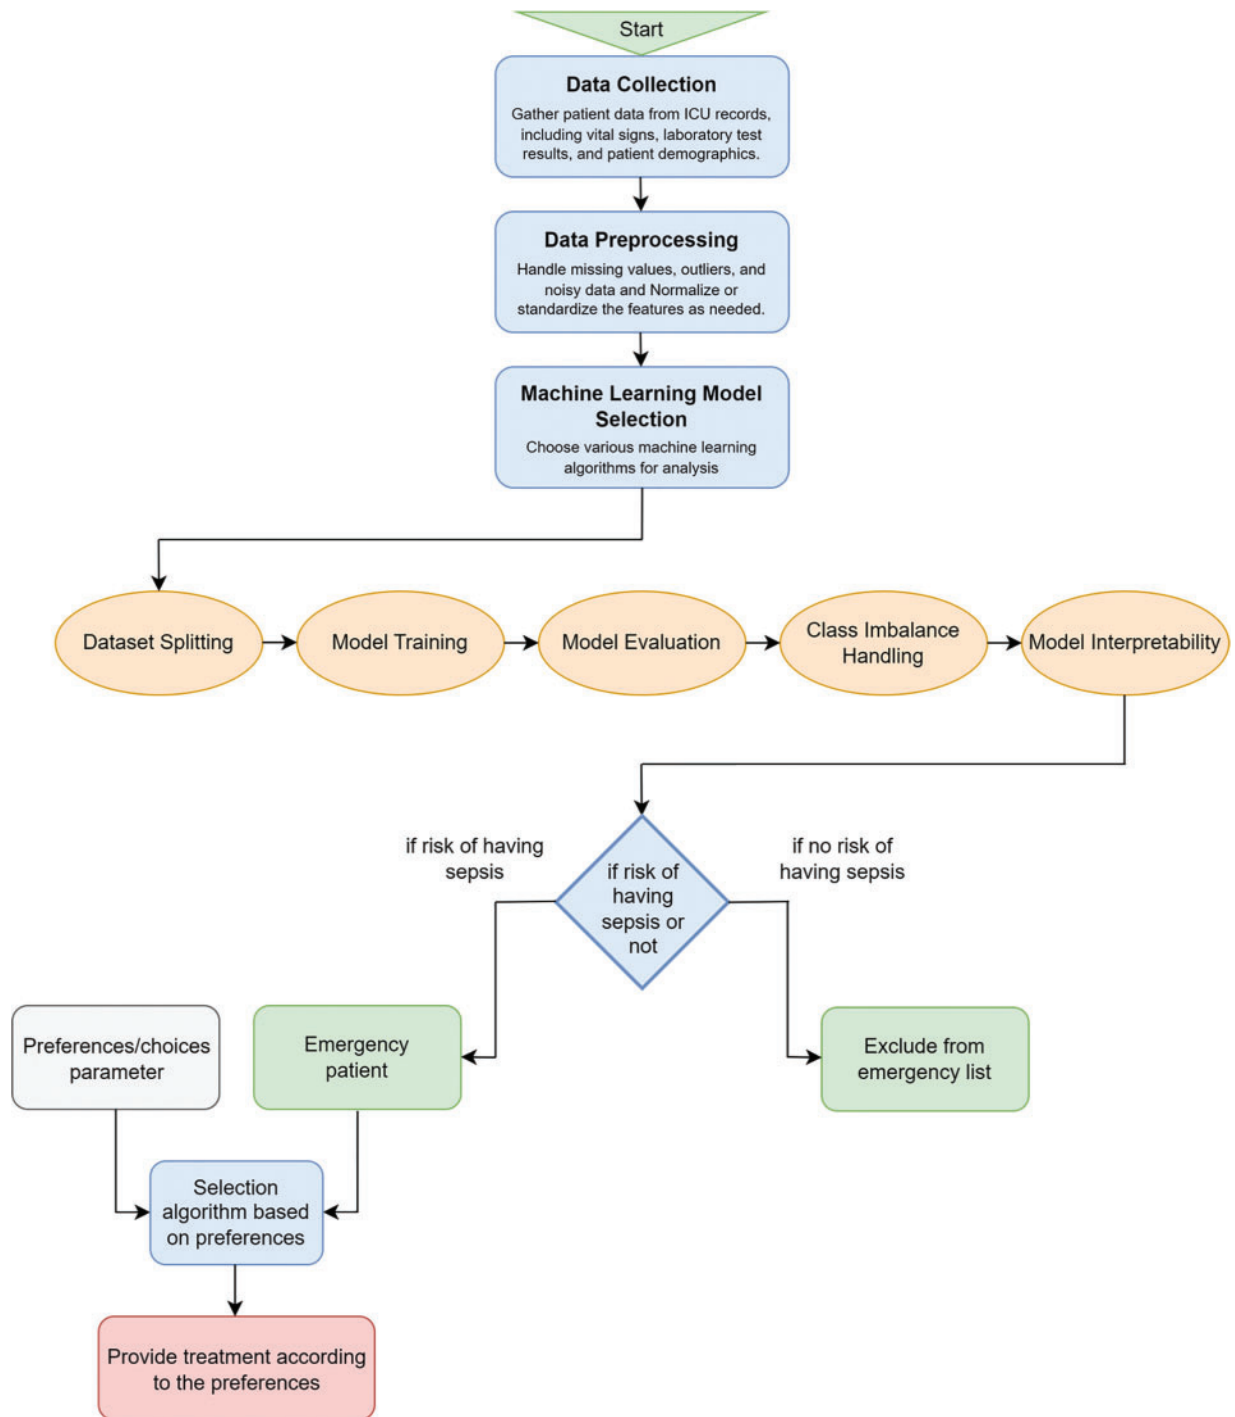 Start
Data Collection
Gather patient data from ICU records,
including vital signs, laboratory test
results, and patient demographics.
Data Preprocessing
Handle missing values, outliers, and
noisy data and Normalize or
standardize the features as needed.
Machine Learning Model
Selection
Choose various machine learning
algorithms for analysis
Dataset Splitting
Model Training
Model Evaluation
Class Imbalance
Handling
Model Interpretability
if risk of having
sepsis
if risk of
having
sepsis or
not
if no risk of
having sepsis
Preferences/choices
parameter
Emergency
patient
Exclude from
emergency list
Selection
algorithm based
on preferences
Provide treatment according
to the preferences